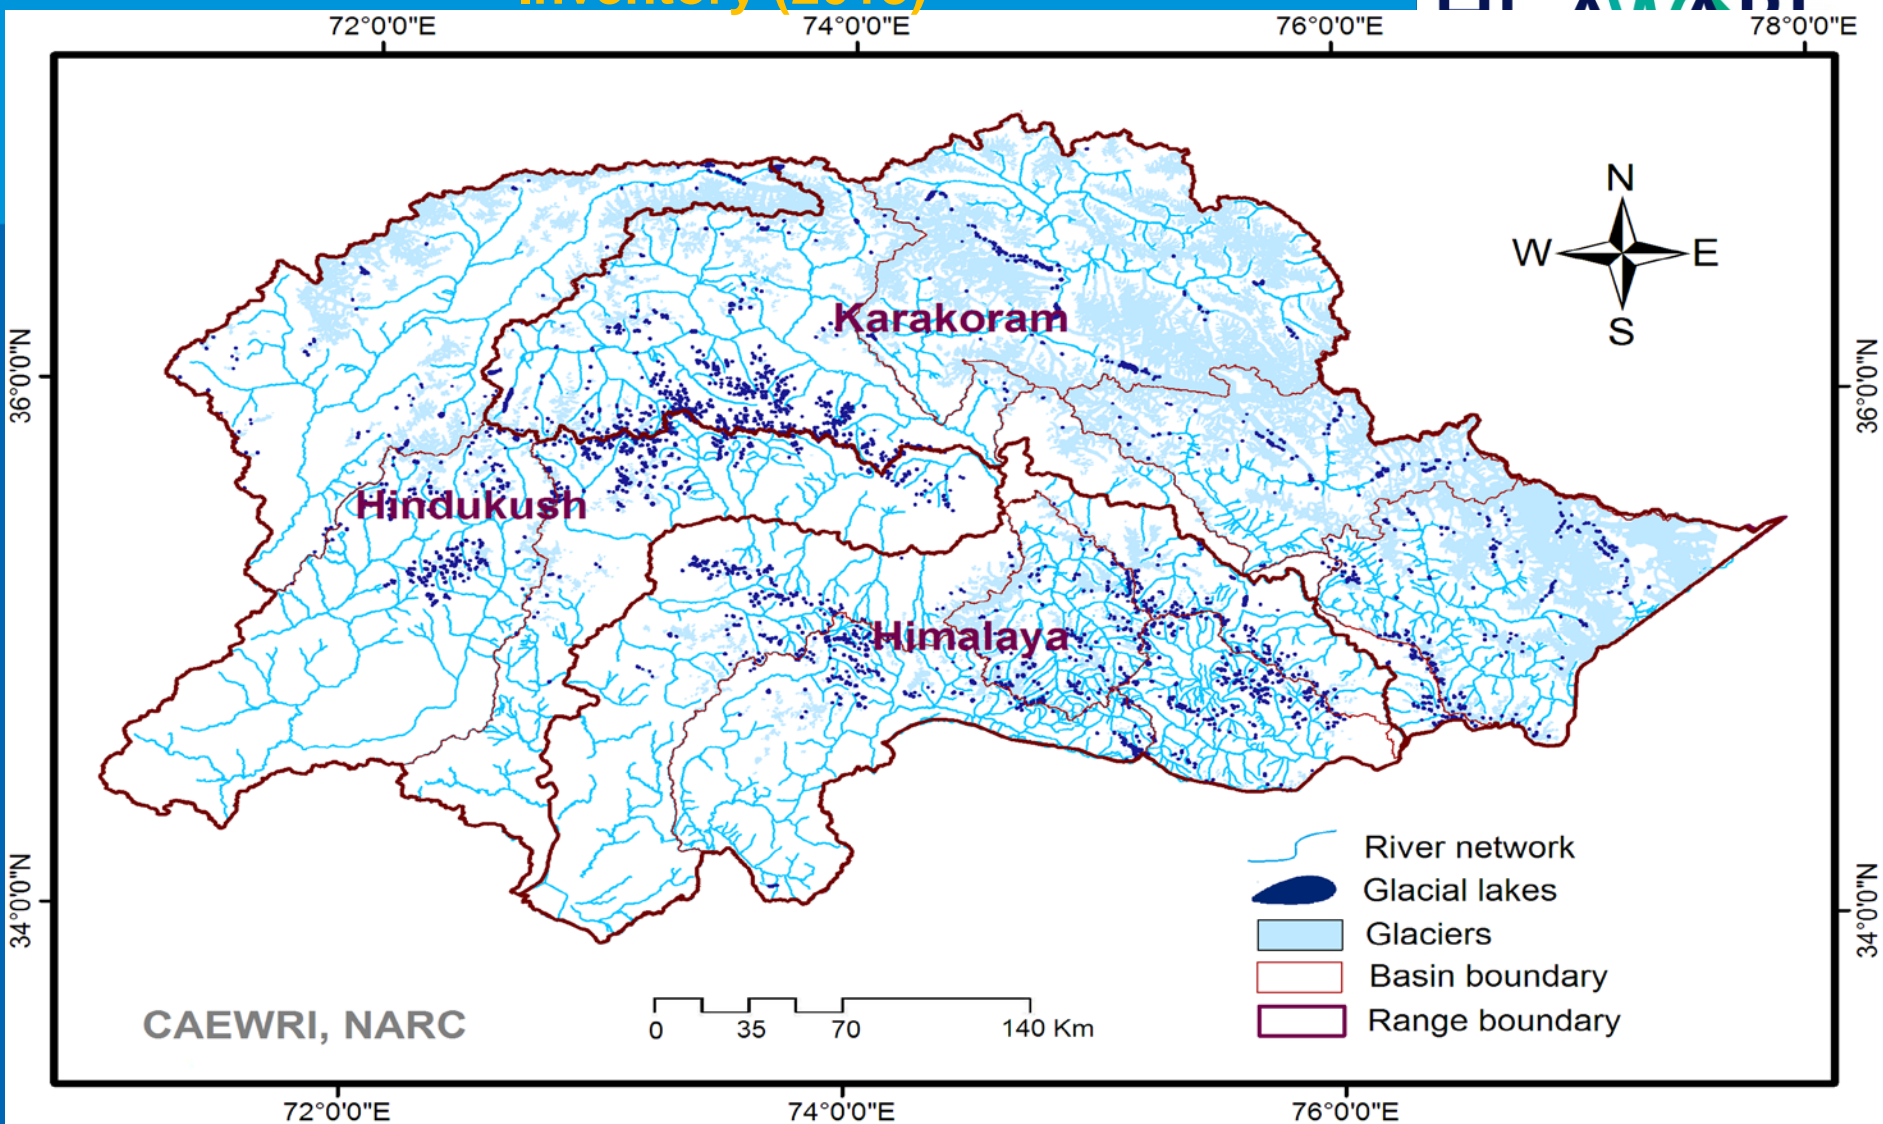 Inventory
72°0'0"E 74°0'0"E 76°0'0"E 78°0'0"E
N
W E
S
36°0'0"N 36°0'0"N
Karakoram
Hindukush
Himalaya
34°0'0"N 34°0'0"N
River network
Glacial lakes
Glaciers
Basin boundary
Range boundary
CAEWRI, NARC
0 35 70 140 Km
72°0'0"E 74°0'0"E 76°0'0"E